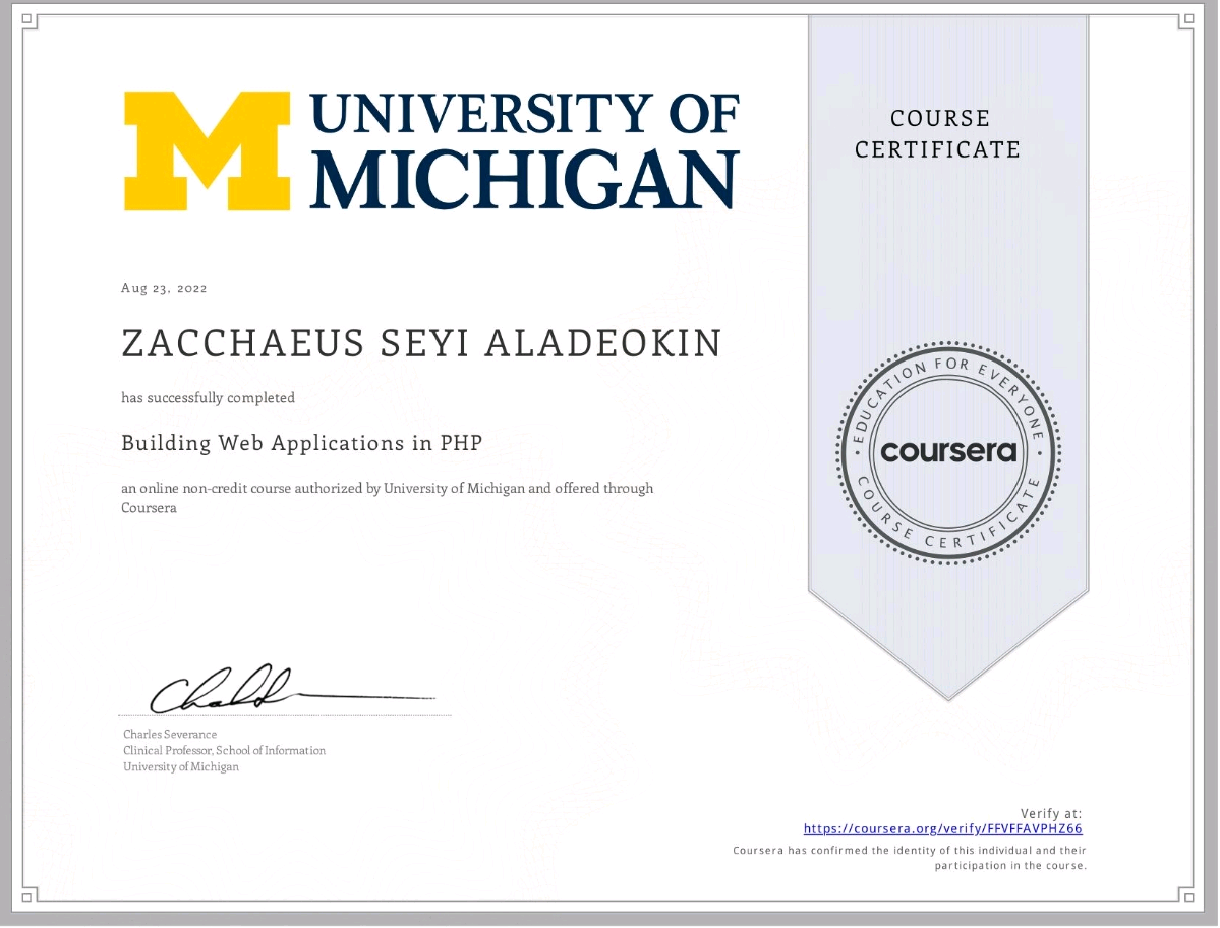 UNIVERSITY OF
MICHIGAN
COURSE
CERTIFICATE
Aug 23, 2022
ZACCHAEUS SEYI ALADEOKIN
has successfully completed
Building Web Applications in PHP
an online non-credit course authorized by University of Michigan and offered through
Coursera
EDUCATION FOR EVERYONE
coursera
COURSE CERTIFICATE
Charles Severance
Clinical Professor, School of Information
University of Michigan
Verify at:
https://coursera.org/verify/FFVFFAVPHZ66
Coursera has confirmed the identity of this individual and their
participation in the course.